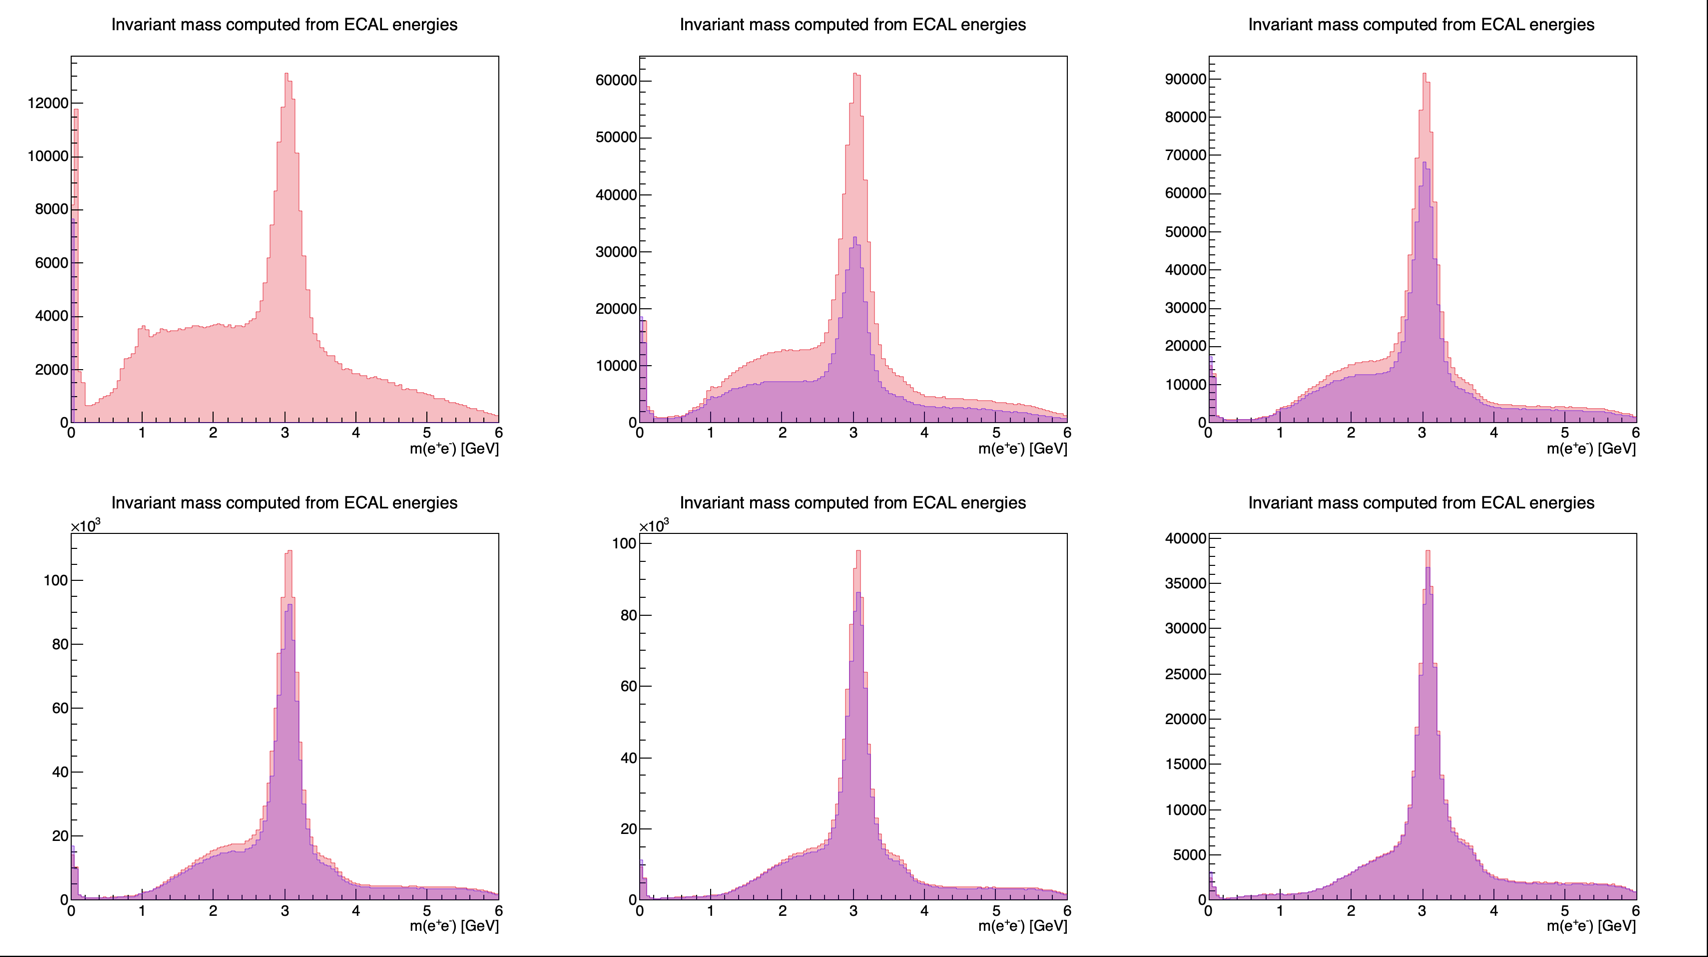 Invariant mass computed from ECAL energies
12000
10000
8000
6000
4000
2000
0
0 1 2 3 4 5 6
m(e⁺e⁻) [GeV]
Invariant mass computed from ECAL energies
60000
50000
40000
30000
20000
10000
0
0 1 2 3 4 5 6
m(e⁺e⁻) [GeV]
Invariant mass computed from ECAL energies
90000
80000
70000
60000
50000
40000
30000
20000
10000
0
0 1 2 3 4 5 6
m(e⁺e⁻) [GeV]
Invariant mass computed from ECAL energies
×10³
100
80
60
40
20
0
0 1 2 3 4 5 6
m(e⁺e⁻) [GeV]
Invariant mass computed from ECAL energies
×10³
100
80
60
40
20
0
0 1 2 3 4 5 6
m(e⁺e⁻) [GeV]
Invariant mass computed from ECAL energies
40000
35000
30000
25000
20000
15000
10000
5000
0
0 1 2 3 4 5 6
m(e⁺e⁻) [GeV]